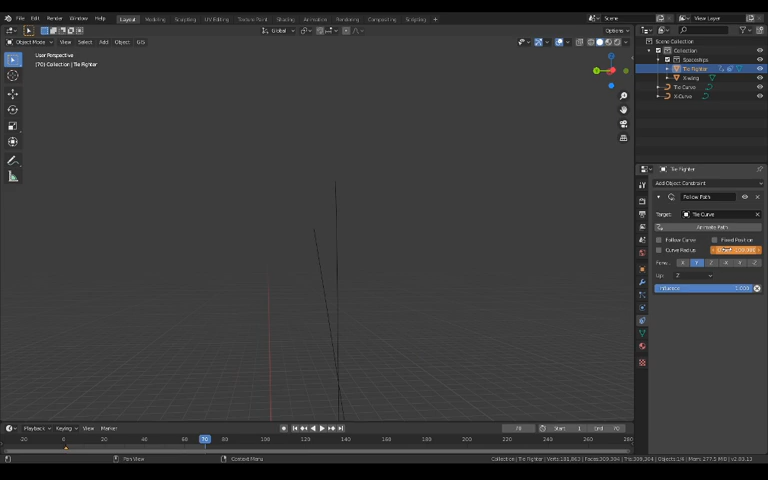 File Edit Render Window Help Layout Modeling Sculpting UV Editing Texture Paint Shading Animation Rendering Compositing Scripting + Scene View Layer
Object Mode View Select Add Object GIS Global Options
User Perspective
(70) Collection | Tie Fighter
Scene Collection
Collection
Spaceships
Tie Fighter
X-wing
Tie Curve
X-Curve
Tie Fighter
Add Object Constraint
Follow Path
Target: Tie Curve
Animate Path
Follow Curve Fixed Position
Curve Radius
X Y Z -X -Y -Z
Up: Z
Influence 1.000
Playback Keying View Marker 70 Start 1 End 70
-20 20 40 60 70 100 120 140 160 180 200 220 240 260 280
Pan View Context Menu Collection | Tie Fighter